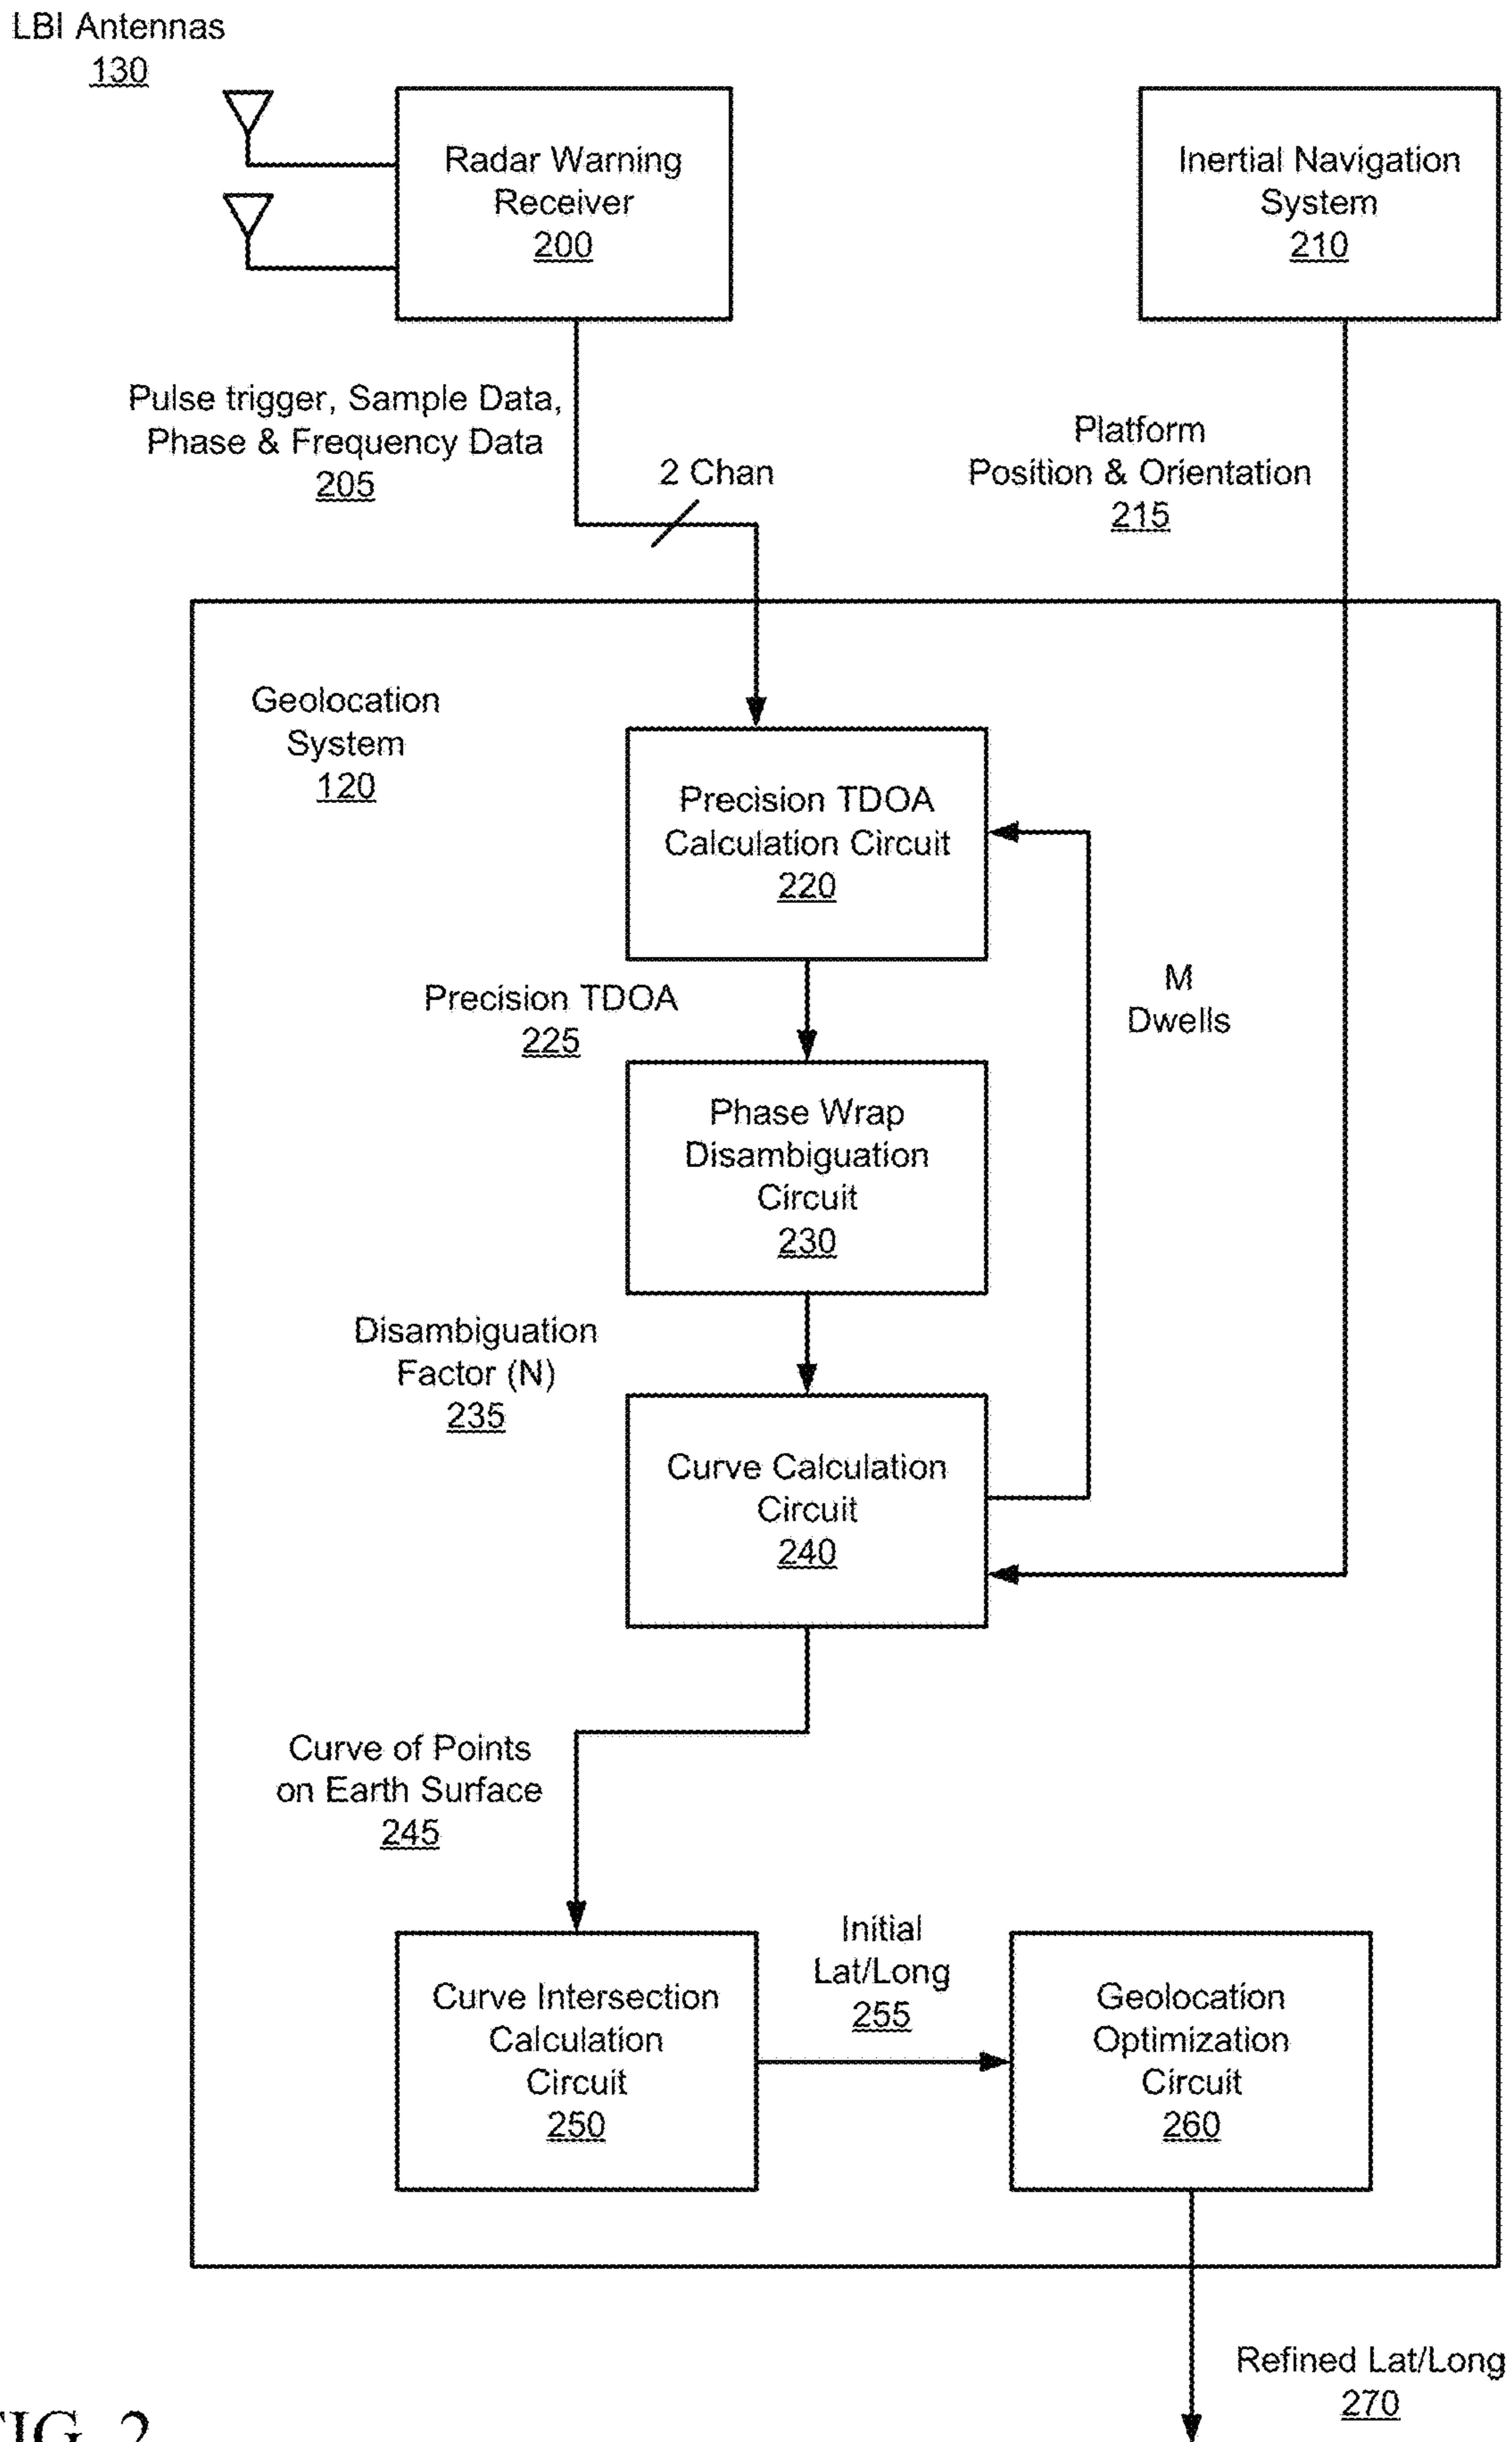 LBI Antennas
130
Radar Warning
Receiver
200
Inertial Navigation
System
210
Pulse trigger, Sample Data,
Phase & Frequency Data
205
2 Chan
Platform
Position & Orientation
215
Geolocation
System
120
Precision TDOA
Calculation Circuit
220
M
Dwells
Precision TDOA
225
Phase Wrap
Disambiguation
Circuit
230
Disambiguation
Factor (N)
235
Curve Calculation
Circuit
240
Curve of Points
on Earth Surface
245
Initial
Lat/Long
255
Curve Intersection
Calculation
Circuit
250
Geolocation
Optimization
Circuit
260
Refined Lat/Long
270
FIG. 2